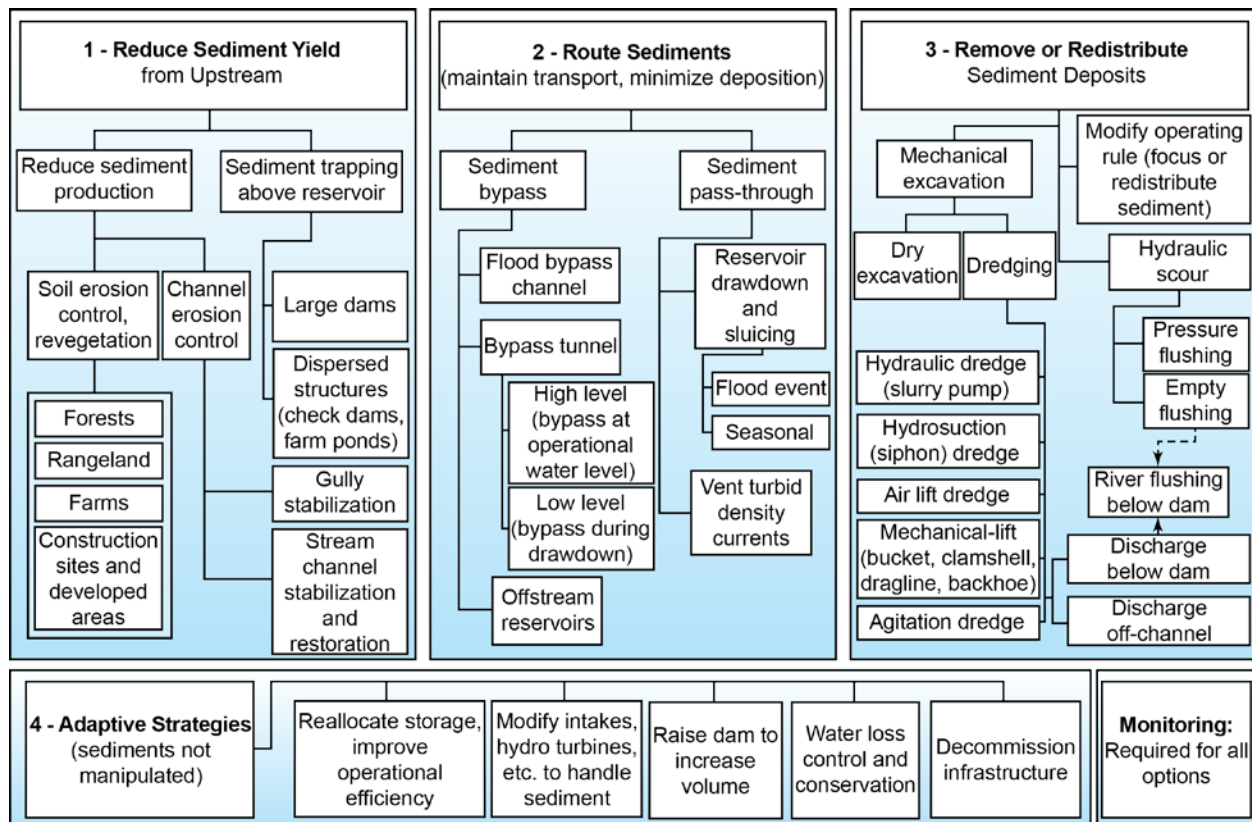 1 - Reduce Sediment Yield
from Upstream
Reduce sediment
production
Sediment trapping
above reservoir
Soil erosion
control,
revegetation
Channel
erosion
control
Large dams
Dispersed
structures
(check dams,
farm ponds)
Forests
Rangeland
Farms
Construction
sites and
developed
areas
Gully
stabilization
Stream
channel
stabilization
and
restoration
2 - Route Sediments
(maintain transport, minimize deposition)
Sediment
bypass
Sediment
pass-through
Flood bypass
channel
Bypass tunnel
High level
(bypass at
operational
water level)
Low level
(bypass during
drawdown)
Offstream
reservoirs
Reservoir
drawdown
and
sluicing
Flood event
Seasonal
Vent turbid
density
currents
3 - Remove or Redistribute
Sediment Deposits
Mechanical
excavation
Modify operating
rule (focus or
redistribute
sediment)
Dry
excavation
Dredging
Hydraulic
scour
Pressure
flushing
Empty
flushing
Hydraulic dredge
(slurry pump)
Hydrosuction
(siphon) dredge
Air lift dredge
Mechanical-lift
(bucket, clamshell,
dragline, backhoe)
Agitation dredge
River flushing
below dam
Discharge
below dam
Discharge
off-channel
4 - Adaptive Strategies
(sediments not
manipulated)
Reallocate storage,
improve
operational
efficiency
Modify intakes,
hydro turbines,
etc. to handle
sediment
Raise dam to
increase
volume
Water loss
control and
conservation
Decommission
infrastructure
Monitoring:
Required for all
options